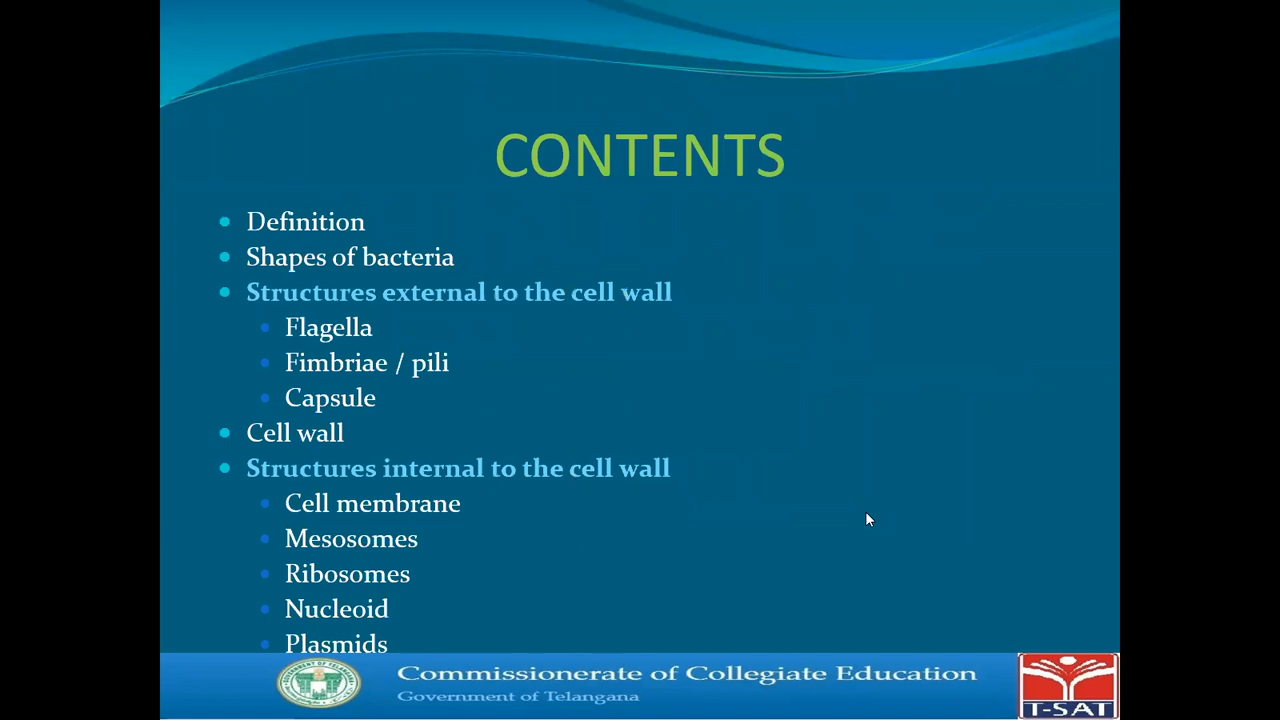 CONTENTS
Definition
Shapes of bacteria
Structures external to the cell wall
Flagella
Fimbriae / pili
Capsule
Cell wall
Structures internal to the cell wall
Cell membrane
Mesosomes
Ribosomes
Nucleoid
Plasmids
Commissionerate of Collegiate Education
Government of Telangana
T-SAT